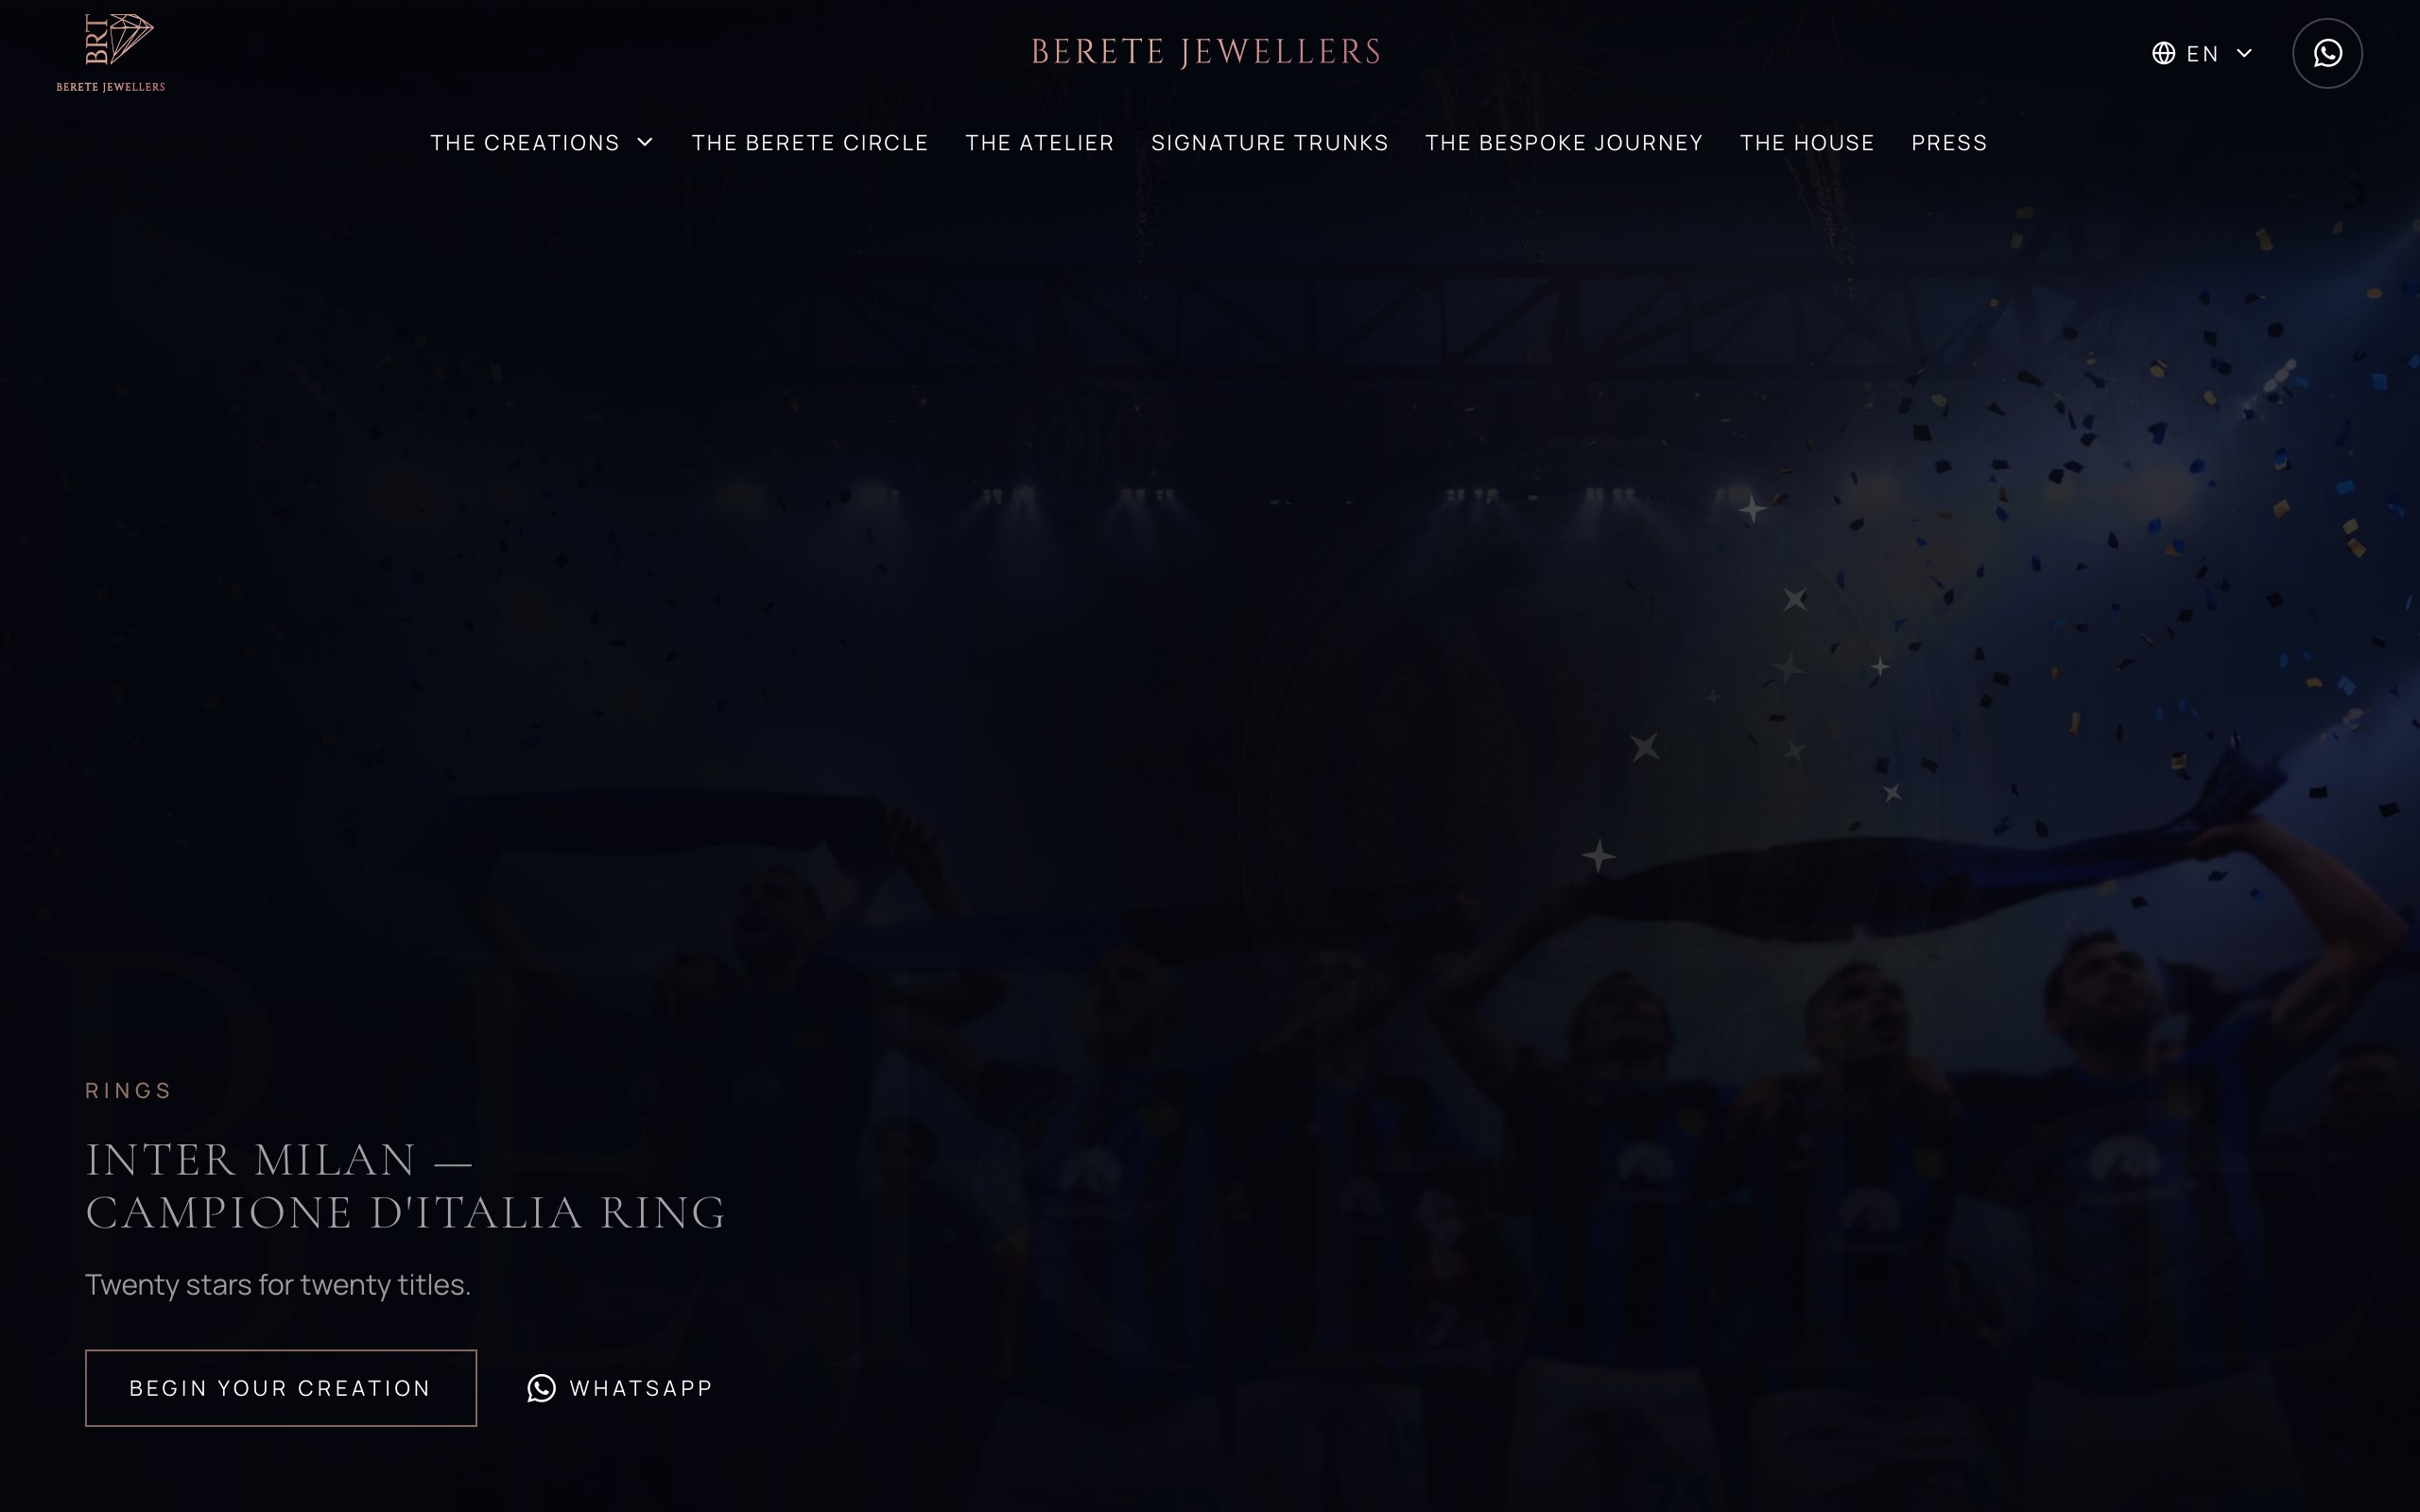 BRT
BERETE JEWELLERS
BERETE JEWELLERS
EN
THE CREATIONS
THE BERETE CIRCLE
THE ATELIER
SIGNATURE TRUNKS
THE BESPOKE JOURNEY
THE HOUSE
PRESS
RINGS
INTER MILAN —
CAMPIONE D'ITALIA RING
Twenty stars for twenty titles.
BEGIN YOUR CREATION
WHATSAPP